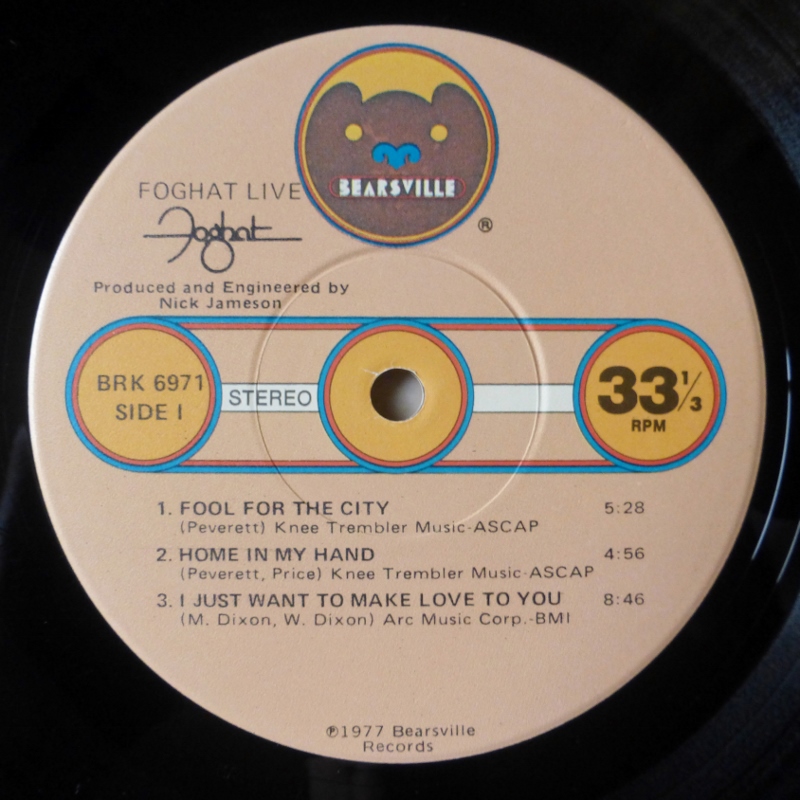 BEARSVILLE
®
FOGHAT LIVE
Foghat
Produced and Engineered by
Nick Jameson
BRK 6971
SIDE I
STEREO
33 1/3
RPM
1. FOOL FOR THE CITY 5:28
(Peverett) Knee Trembler Music-ASCAP
2. HOME IN MY HAND 4:56
(Peverett, Price) Knee Trembler Music-ASCAP
3. I JUST WANT TO MAKE LOVE TO YOU 8:46
(M. Dixon, W. Dixon) Arc Music Corp.-BMI
℗1977 Bearsville
Records